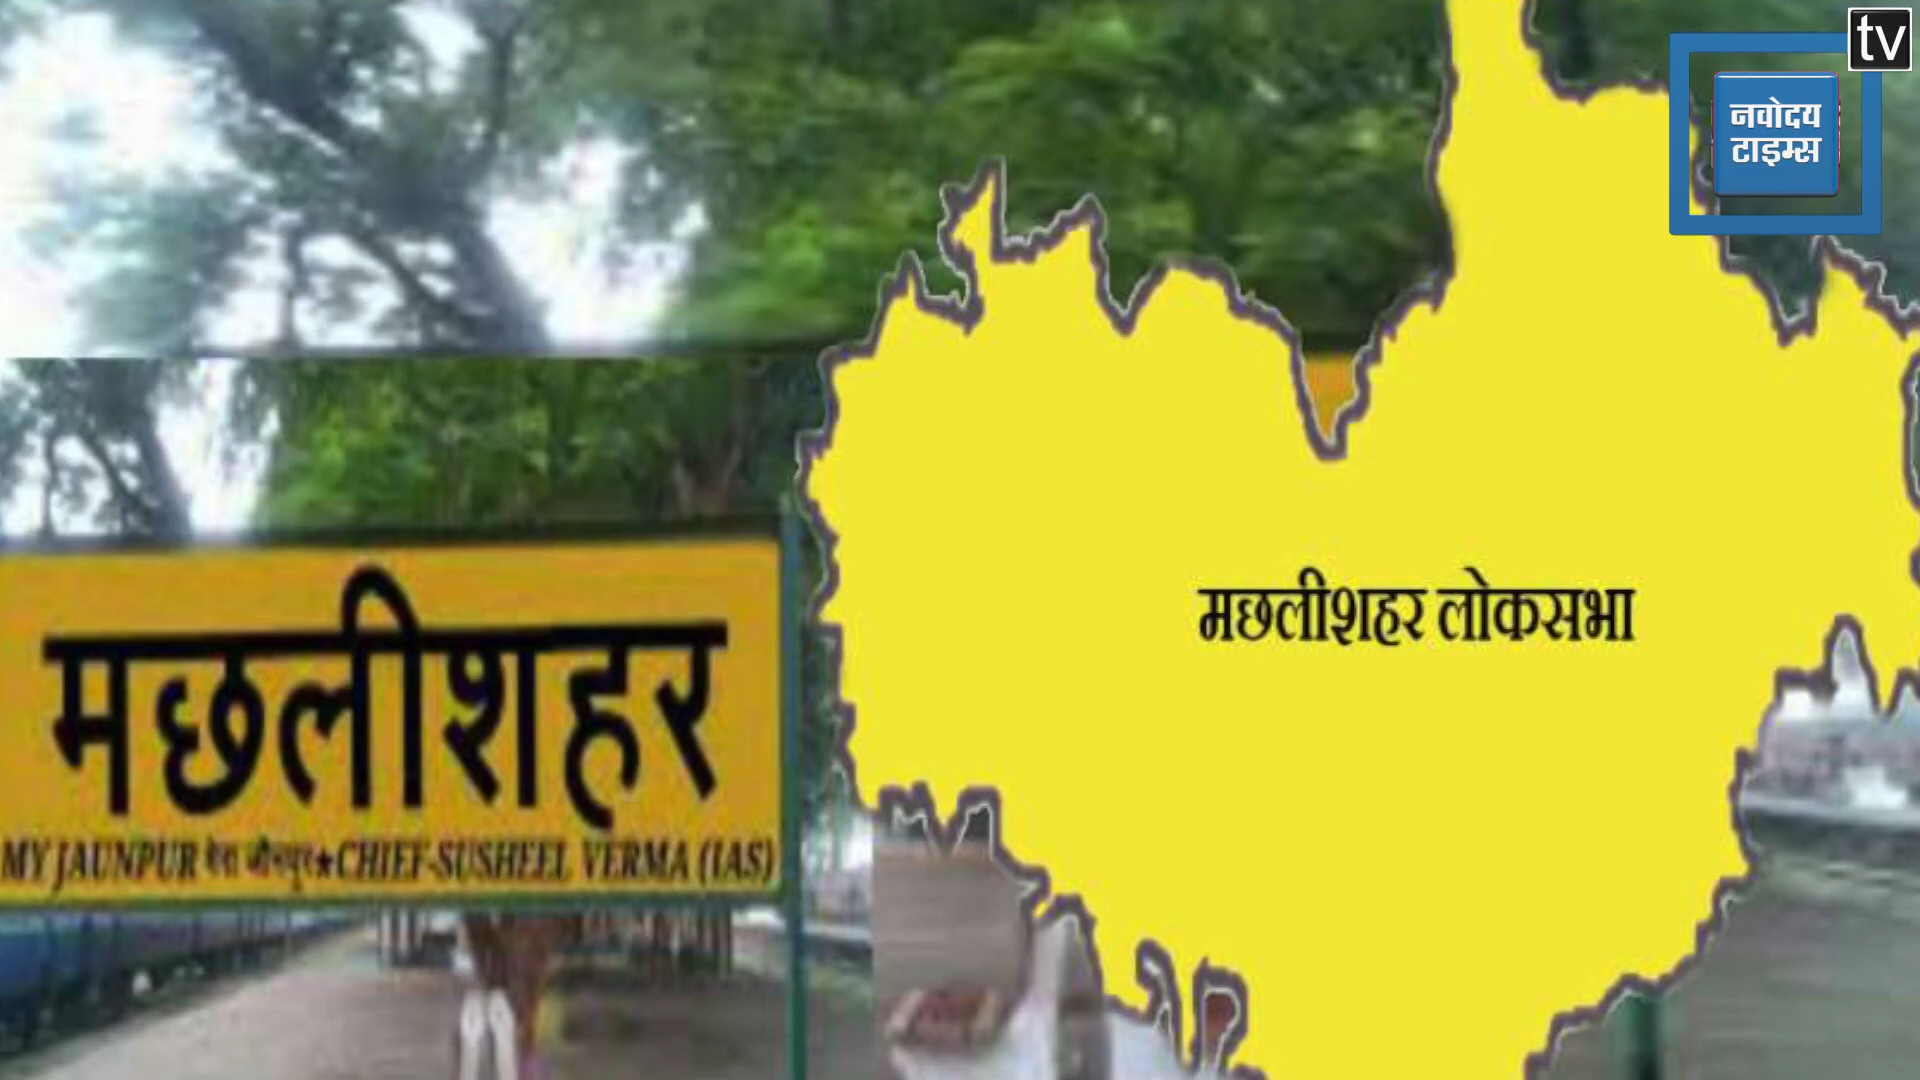 tv
नवोदय
टाइम्स
मछलीशहर लोकसभा
मछलीशहर
MY JAUNPUR मेरा जौनपुर★CHIEF-SUSHEEL VERMA (IAS)